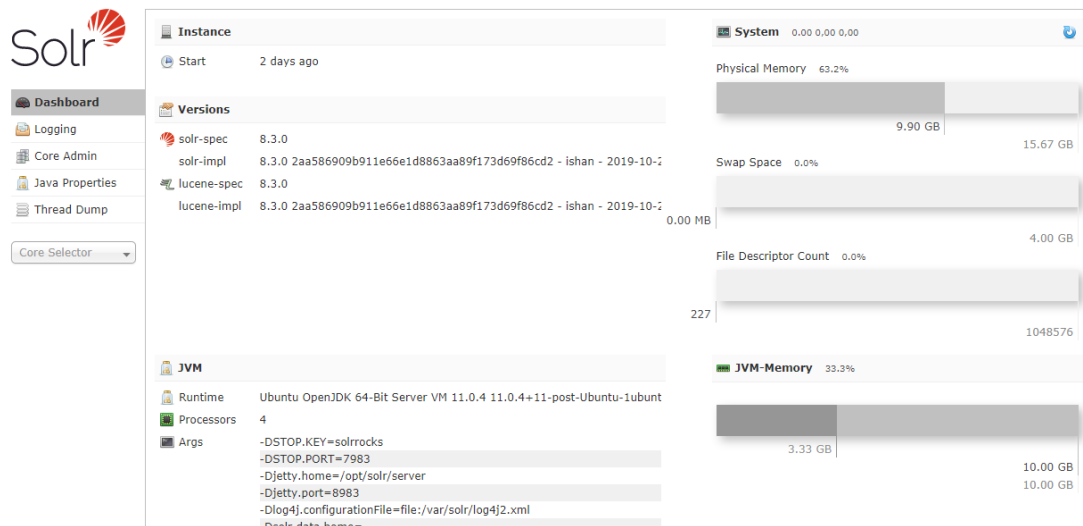 Solr
Dashboard
Logging
Core Admin
Java Properties
Thread Dump
Core Selector
Instance
Start 2 days ago
Versions
solr-spec 8.3.0
solr-impl 8.3.0 2aa586909b911e66e1d8863aa89f173d69f86cd2 - ishan - 2019-10-2
lucene-spec 8.3.0
lucene-impl 8.3.0 2aa586909b911e66e1d8863aa89f173d69f86cd2 - ishan - 2019-10-2
System 0.00 0.00 0.00
Physical Memory 63.2%
9.90 GB
15.67 GB
Swap Space 0.0%
0.00 MB
4.00 GB
File Descriptor Count 0.0%
227
1048576
JVM
Runtime Ubuntu OpenJDK 64-Bit Server VM 11.0.4 11.0.4+11-post-Ubuntu-1ubunt
Processors 4
Args -DSTOP.KEY=solrrocks
-DSTOP.PORT=7983
-Djetty.home=/opt/solr/server
-Djetty.port=8983
-Dlog4j.configurationFile=file:/var/solr/log4j2.xml
JVM-Memory 33.3%
3.33 GB
10.00 GB
10.00 GB